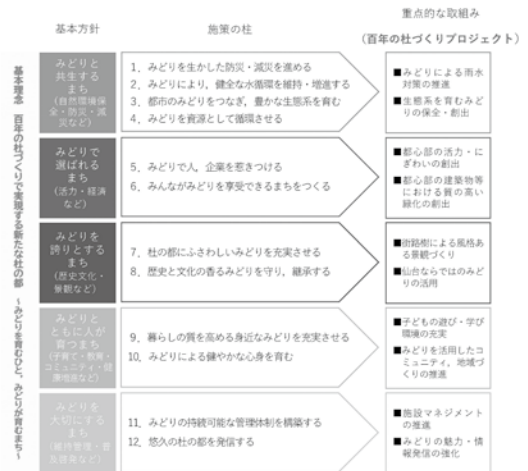 基本方針
施策の柱
重点的な取組み
(百年の杜づくりプロジェクト)
基本理念 百年の杜づくりで実現する新たな杜の都 ~みどりを育むひと、みどりが育むまち~
みどりと
共生する
まち
(自然環境保
全・防災・減
災など)
1、みどりを生かした防災・減災を進める
2、みどりにより、健全な水循環を維持・増進する
3、都市のみどりをつなぎ、豊かな生態系を育む
4、みどりを資源として循環させる
■みどりによる雨水
対策の推進
■生態系を育むみど
りの保全・創出
みどりで
選ばれる
まち
(活力・経済
など)
5、みどりで人、企業を惹きつける
6、みんながみどりを享受できるまちをつくる
■都心部の活力・に
ぎわいの創出
■都心部の建築物等
における質の高い
緑化の創出
みどりを
誇りとする
まち
(歴史文化・
景観など)
7、杜の都にふさわしいみどりを充実させる
8、歴史と文化の香るみどりを守り、継承する
■街路樹による風格あ
る景観づくり
■仙台ならではのみどり
の活用
みどりと
ともに人が
育つまち
(子育て・教育・
コミュニティ・健
康増進など)
9、暮らしの質を高める身近なみどりを充実させる
10、みどりによる健やかな心身を育む
■子どもの遊び・学び
環境の充実
■みどりを活用したコ
ミュニティ、地域づ
くりの推進
みどりを
大切にする
まち
(維持管理・普
及啓発など)
11、みどりの持続可能な管理体制を構築する
12、悠久の杜の都を発信する
■施設マネジメント
の推進
■みどりの魅力・情
報発信の強化